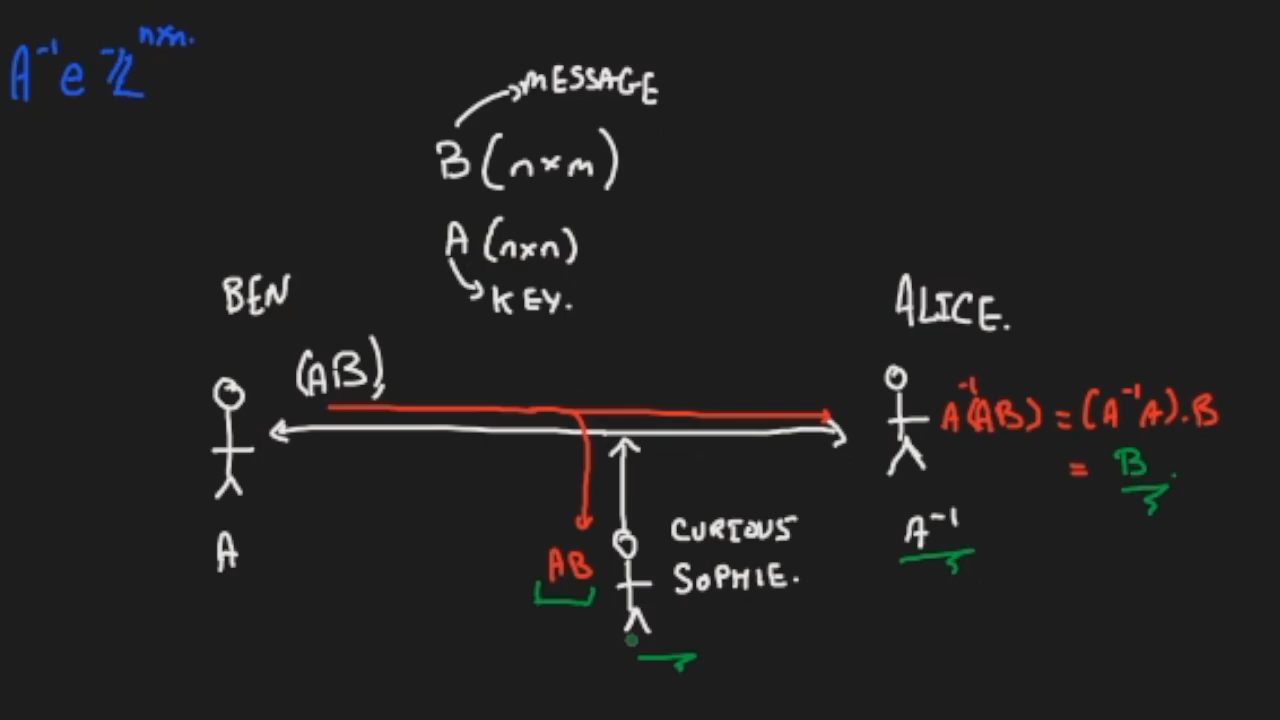 A⁻¹ e ℤⁿˣⁿ.
MESSAGE
B (n×m)
A (n×n)
KEY.
BEN
ALICE.
(AB)
A⁻¹(AB) = (A⁻¹A).B
= B.
A
AB
CURIOUS
SOPHIE.
A⁻¹